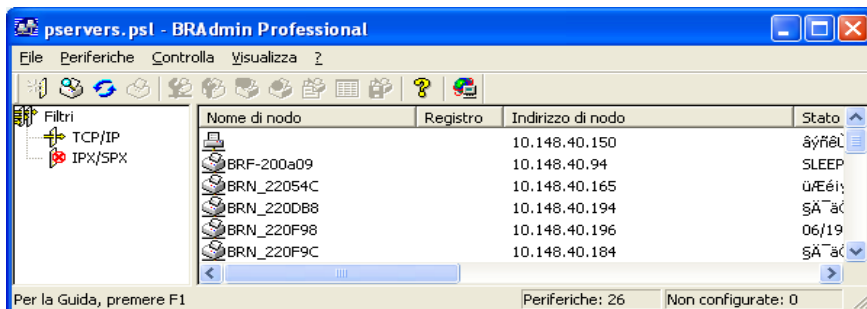 pservers.psl - BRAdmin Professional
File Periferiche Controlla Visualizza ?
Filtri
TCP/IP
IPX/SPX
Nome di nodo Registro Indirizzo di nodo Stato
10.148.40.150
BRF-200a09 10.148.40.94 SLEEP
BRN_22054C 10.148.40.165
BRN_220DB8 10.148.40.194
BRN_220F98 10.148.40.196 06/19
BRN_220F9C 10.148.40.184
Per la Guida, premere F1 Periferiche: 26 Non configurate: 0